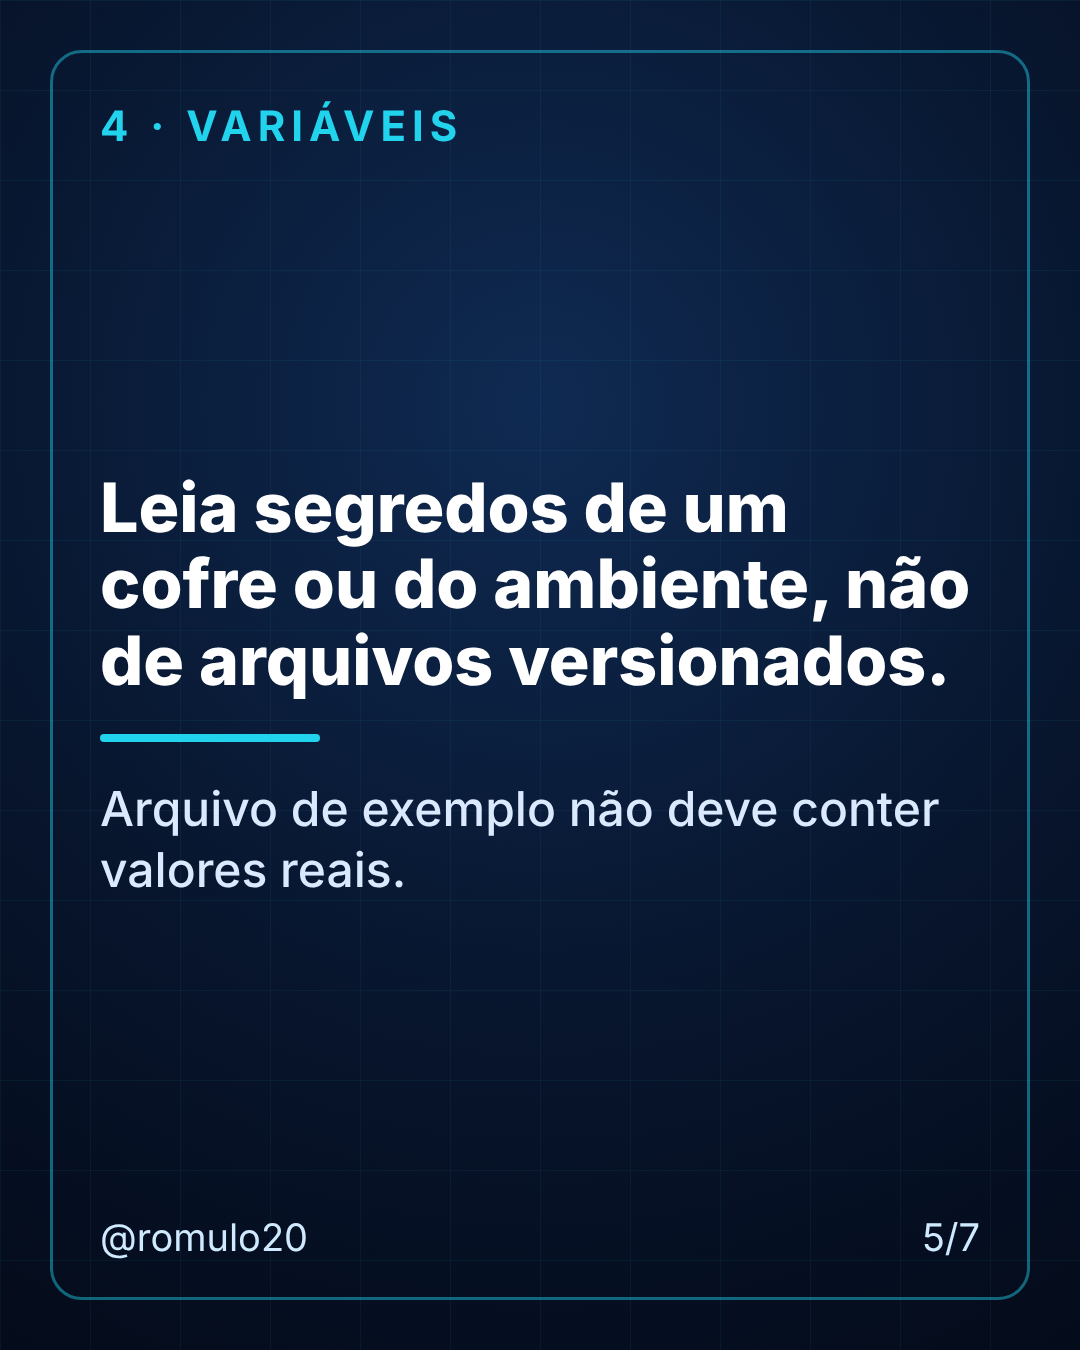 4 · VARIÁVEIS
Leia segredos de um
cofre ou do ambiente, não
de arquivos versionados.
Arquivo de exemplo não deve conter
valores reais.
@romulo20
5/7